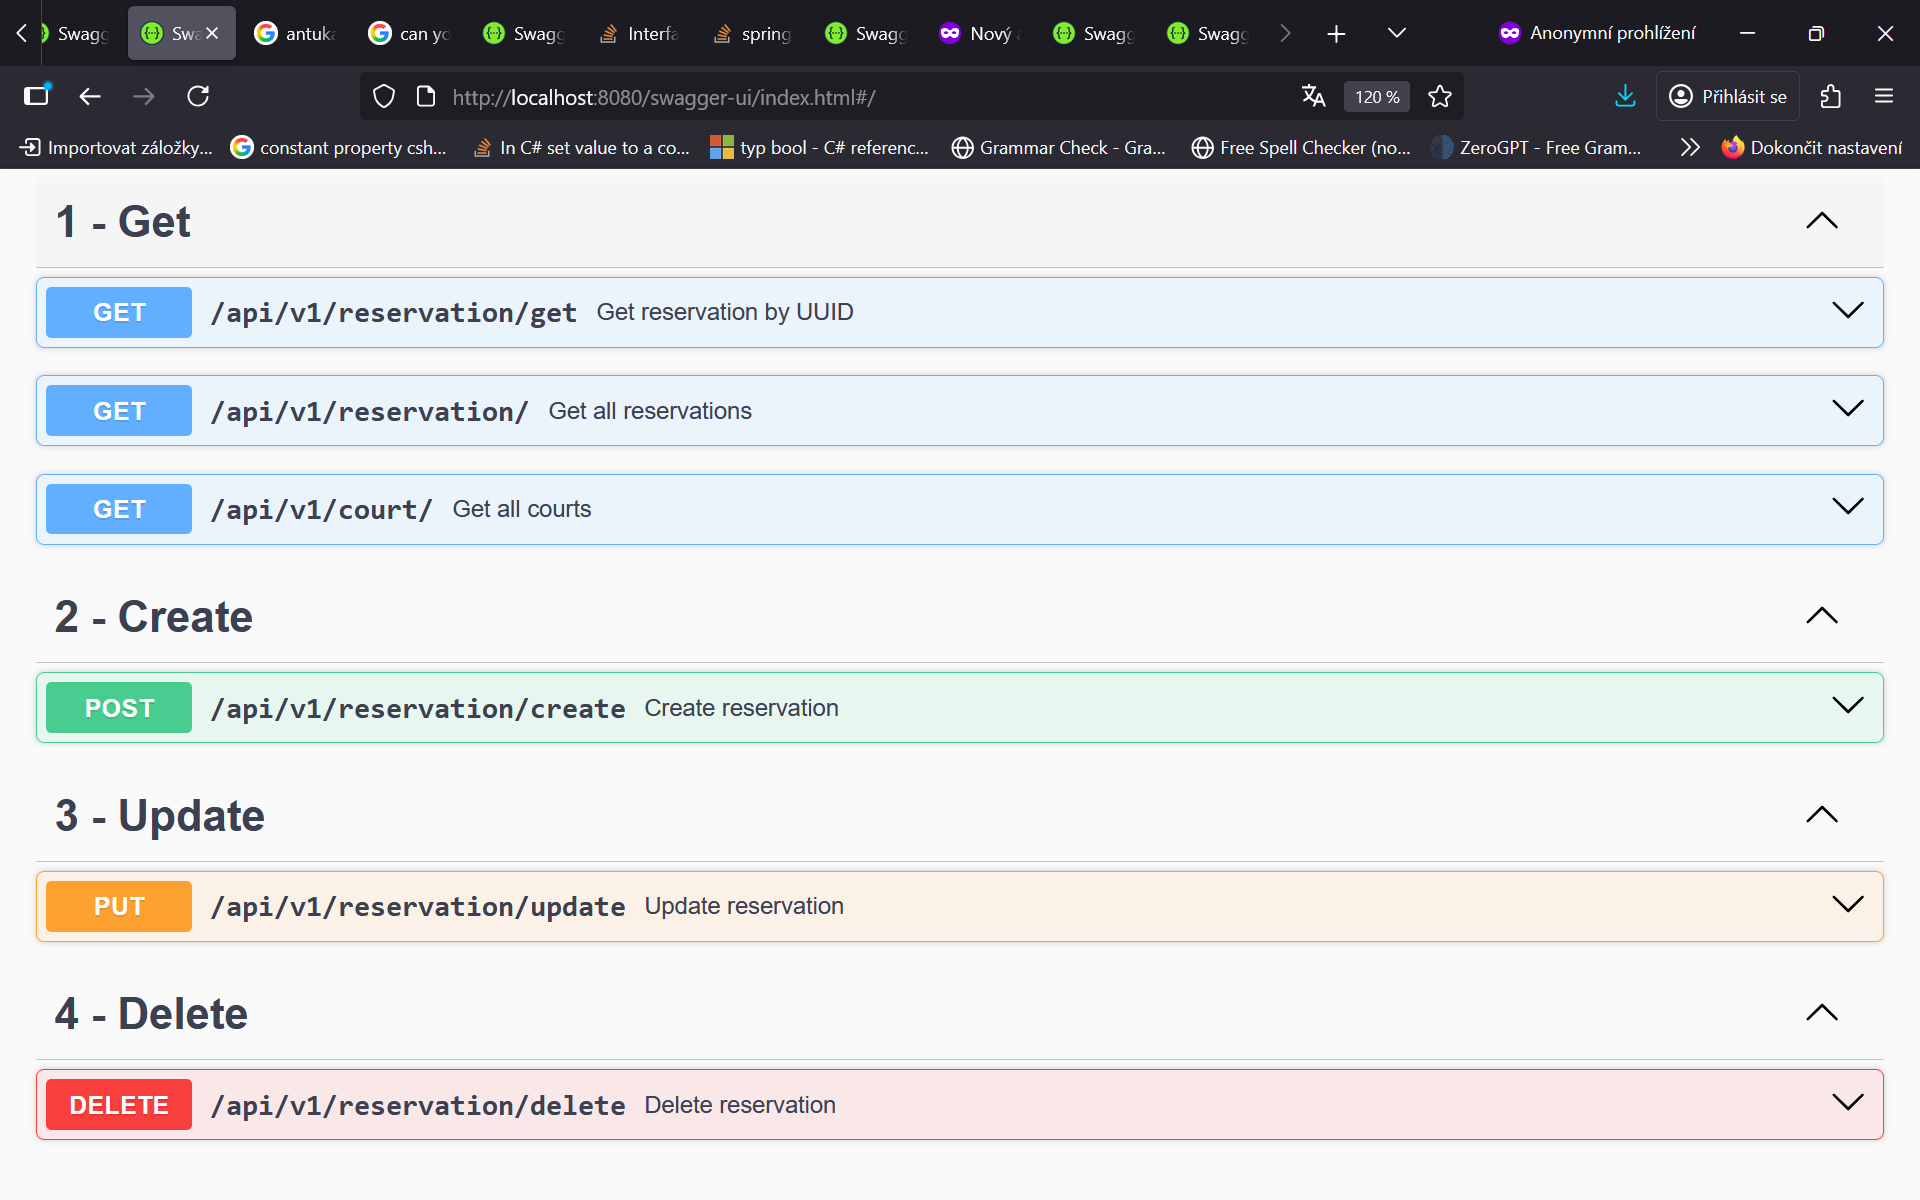 Swagg
Swa
antuka
can yo
Swagg
Interfa
spring
Swagg
Nový a
Swagg
Swagg
Anonymní prohlížení
http://localhost:8080/swagger-ui/index.html#/
120 %
Přihlásit se
Importovat záložky...
constant property csh...
In C# set value to a co...
typ bool - C# referenc...
Grammar Check - Gra...
Free Spell Checker (no...
ZeroGPT - Free Gram...
Dokončit nastavení
1 - Get
GET /api/v1/reservation/get Get reservation by UUID
GET /api/v1/reservation/ Get all reservations
GET /api/v1/court/ Get all courts
2 - Create
POST /api/v1/reservation/create Create reservation
3 - Update
PUT /api/v1/reservation/update Update reservation
4 - Delete
DELETE /api/v1/reservation/delete Delete reservation